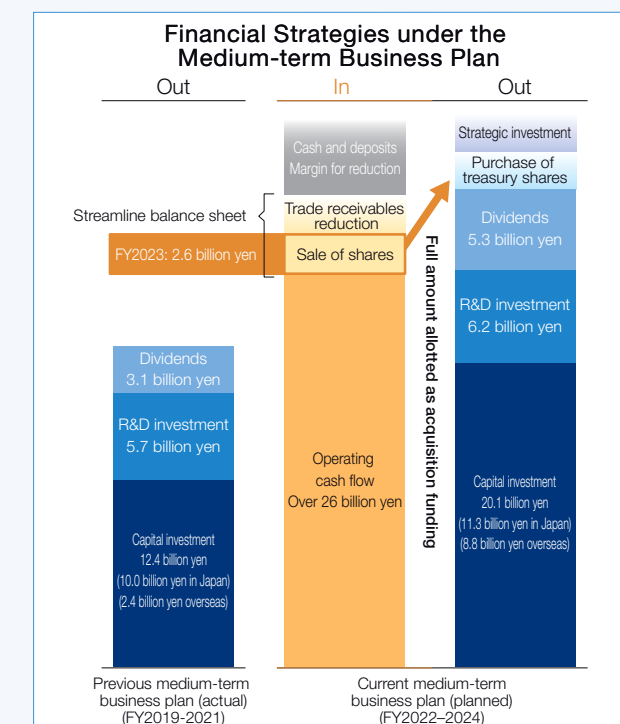 Financial Strategies under the
Medium-term Business Plan
Out
In
Out
Cash and deposits
Margin for reduction
Streamline balance sheet
Trade receivables
reduction
FY2023: 2.6 billion yen
Sale of shares
Full amount allotted as acquisition funding
Strategic investment
Purchase of
treasury shares
Dividends
5.3 billion yen
R&D investment
6.2 billion yen
Dividends
3.1 billion yen
R&D investment
5.7 billion yen
Operating
cash flow
Over 26 billion yen
Capital investment
20.1 billion yen
(11.3 billion yen in Japan)
(8.8 billion yen overseas)
Capital investment
12.4 billion yen
(10.0 billion yen in Japan)
(2.4 billion yen overseas)
Previous medium-term
business plan (actual)
(FY2019-2021)
Current medium-term
business plan (planned)
(FY2022–2024)